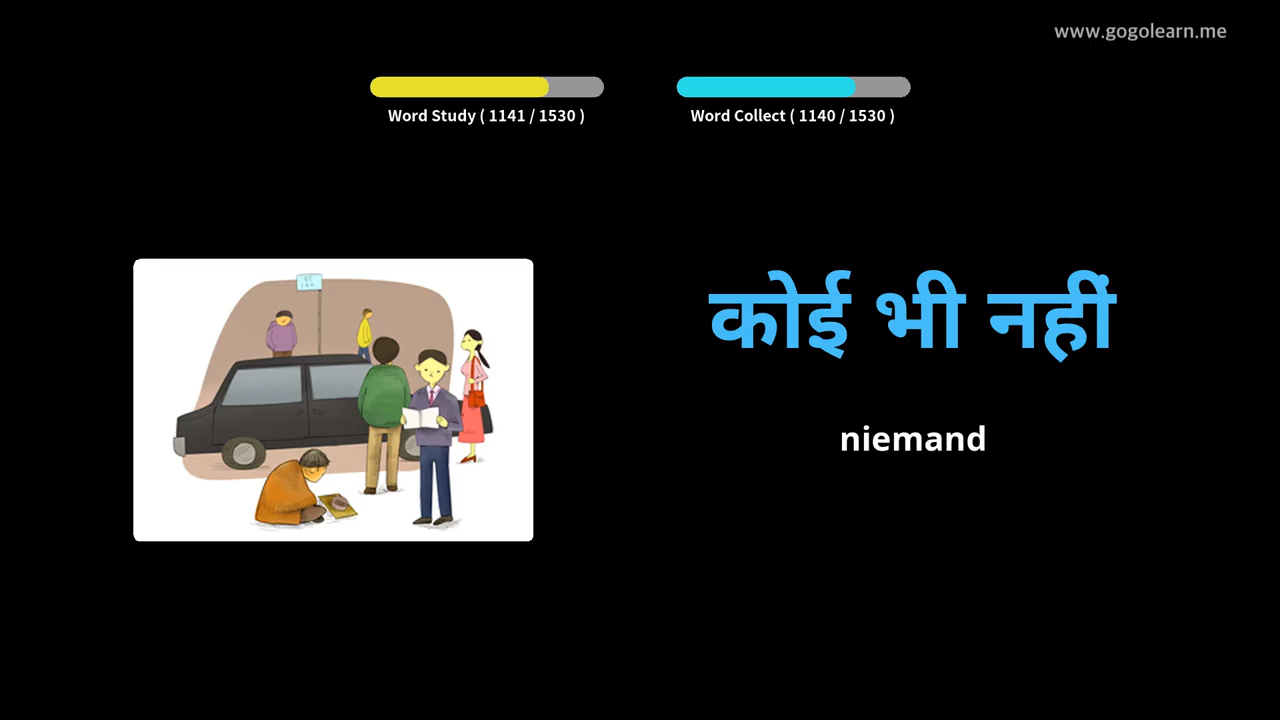 www.gogolearn.me
Word Study ( 1141 / 1530 )
Word Collect ( 1140 / 1530 )
कोई भी नहीं
niemand